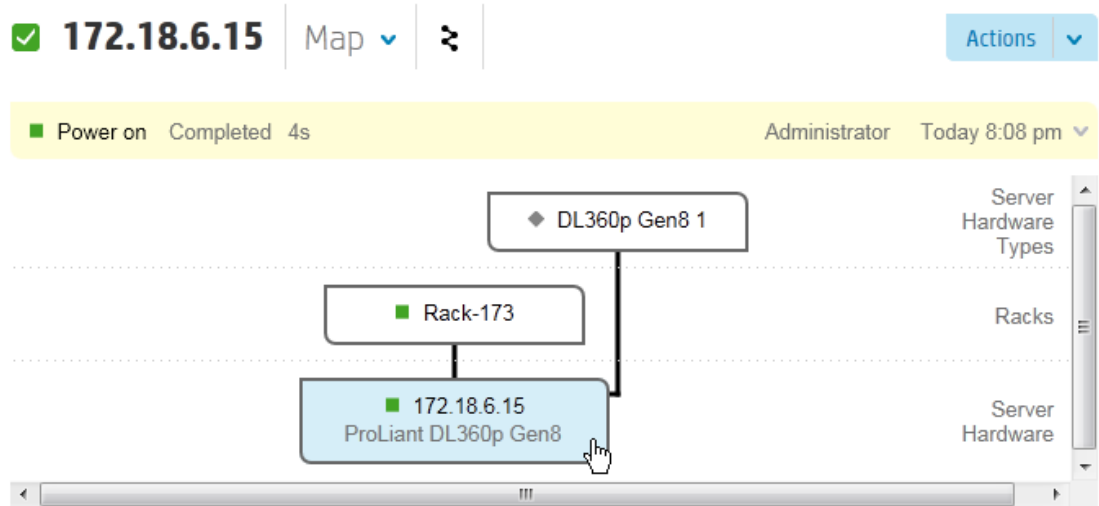 172.18.6.15 Map Actions
Power on Completed 4s Administrator Today 8:08 pm
DL360p Gen8 1
Server
Hardware
Types
Rack-173
Racks
172.18.6.15
ProLiant DL360p Gen8
Server
Hardware